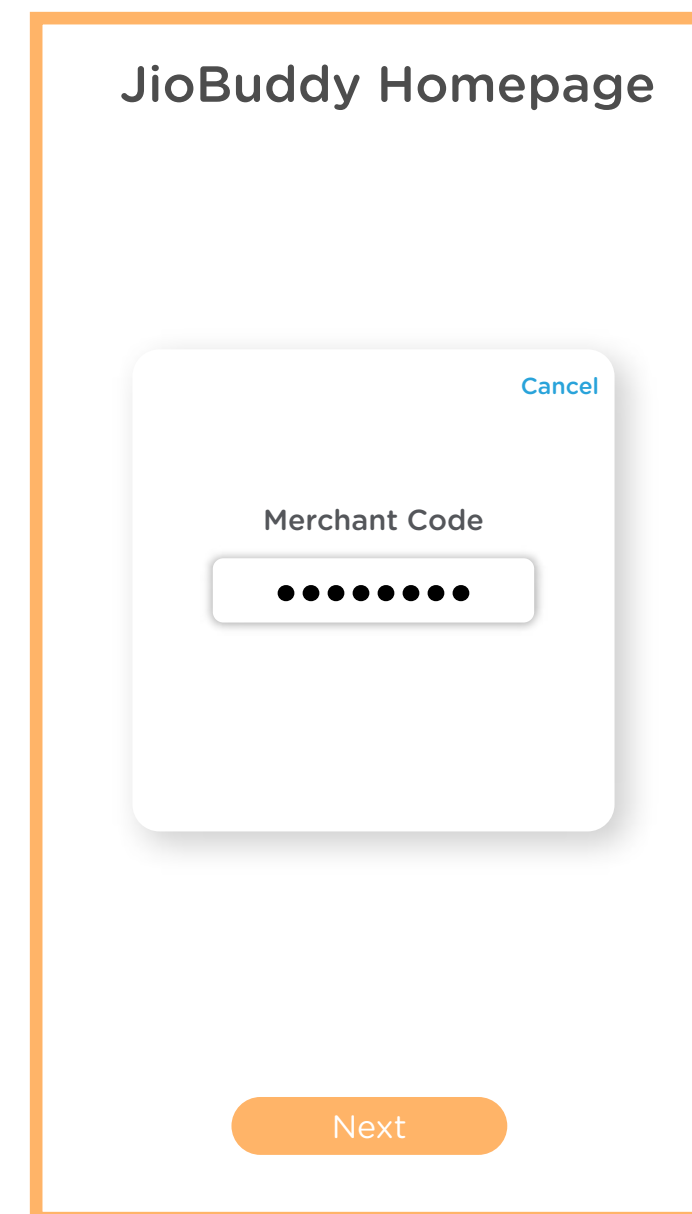 JioBuddy Homepage
Cancel
Merchant Code
●●●●●●●●
Next